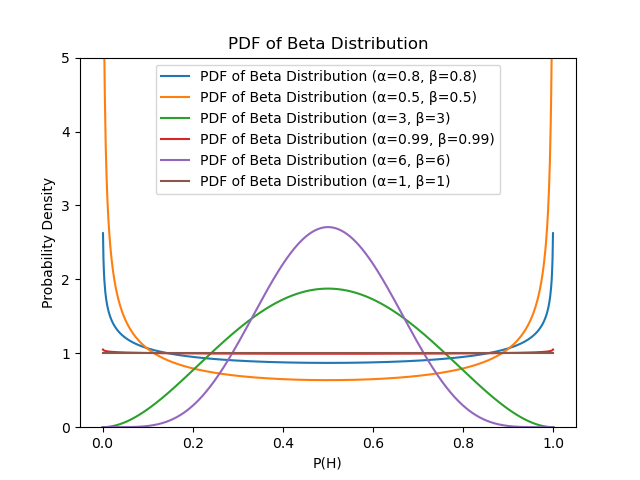 PDF of Beta Distribution
PDF of Beta Distribution (α=0.8, β=0.8)
PDF of Beta Distribution (α=0.5, β=0.5)
PDF of Beta Distribution (α=3, β=3)
PDF of Beta Distribution (α=0.99, β=0.99)
PDF of Beta Distribution (α=6, β=6)
PDF of Beta Distribution (α=1, β=1)
Probability Density
5
4
3
2
1
0
0.0 0.2 0.4 0.6 0.8 1.0
P(H)